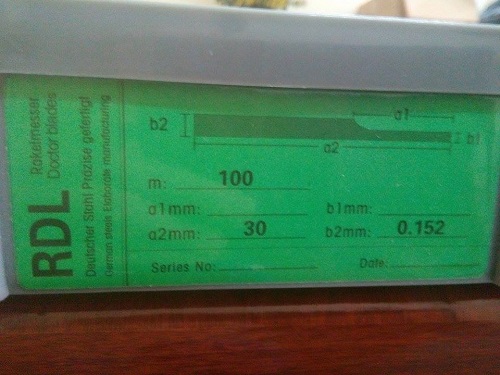 RDL
Rakelmesser
Doctor blades
Deutscher Stahl Präzise gefertigt
German steels Elaborate manufacturing
b2
a1
b1
a2
m: 100
a1mm: b1mm:
a2mm: 30 b2mm: 0.152
Series No: Date: